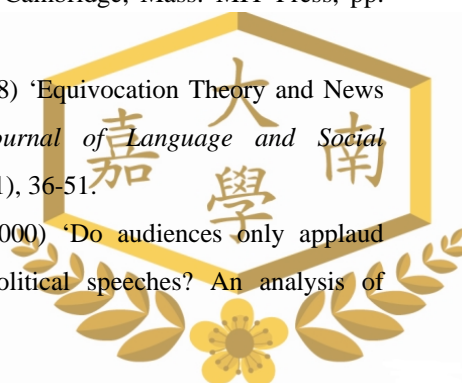 Cambridge, Mass: MIT Press, pp.
8) ‘Equivocation Theory and News
urnal of Language and Social
1), 36-51.
000) ‘Do audiences only applaud
olitical speeches? An analysis of
大
嘉 南
學